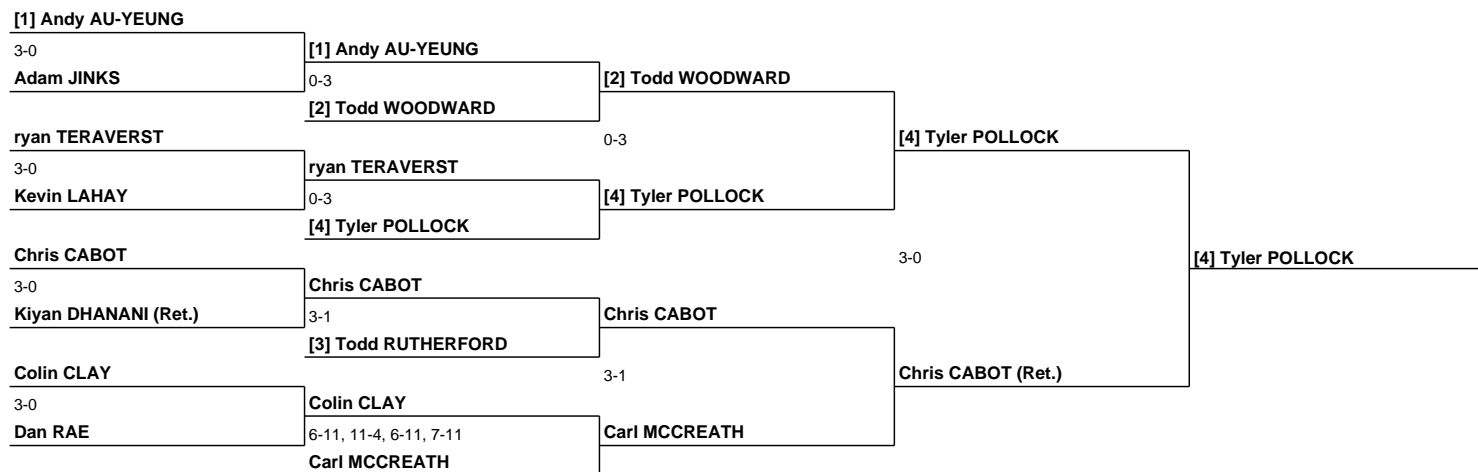 [1] Andy AU-YEUNG
3-0
Adam JINKS
ryan TERAVERST
3-0
Kevin LAHAY
Chris CABOT
3-0
Kiyan DHANANI (Ret.)
Colin CLAY
3-0
Dan RAE
[1] Andy AU-YEUNG
0-3
[2] Todd WOODWARD
ryan TERAVERST
0-3
[4] Tyler POLLOCK
Chris CABOT
3-1
[3] Todd RUTHERFORD
Colin CLAY
6-11, 11-4, 6-11, 7-11
Carl MCCREATH
[2] Todd WOODWARD
0-3
[4] Tyler POLLOCK
Chris CABOT
3-1
Carl MCCREATH
[4] Tyler POLLOCK
3-0
Chris CABOT (Ret.)
[4] Tyler POLLOCK